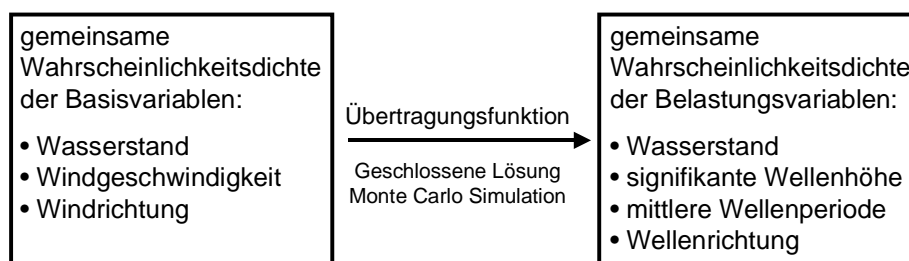 gemeinsame
Wahrscheinlichkeitsdichte
der Basisvariablen:
• Wasserstand
• Windgeschwindigkeit
• Windrichtung
Übertragungsfunktion
Geschlossene Lösung
Monte Carlo Simulation
gemeinsame
Wahrscheinlichkeitsdichte
der Belastungsvariablen:
• Wasserstand
• signifikante Wellenhöhe
• mittlere Wellenperiode
• Wellenrichtung